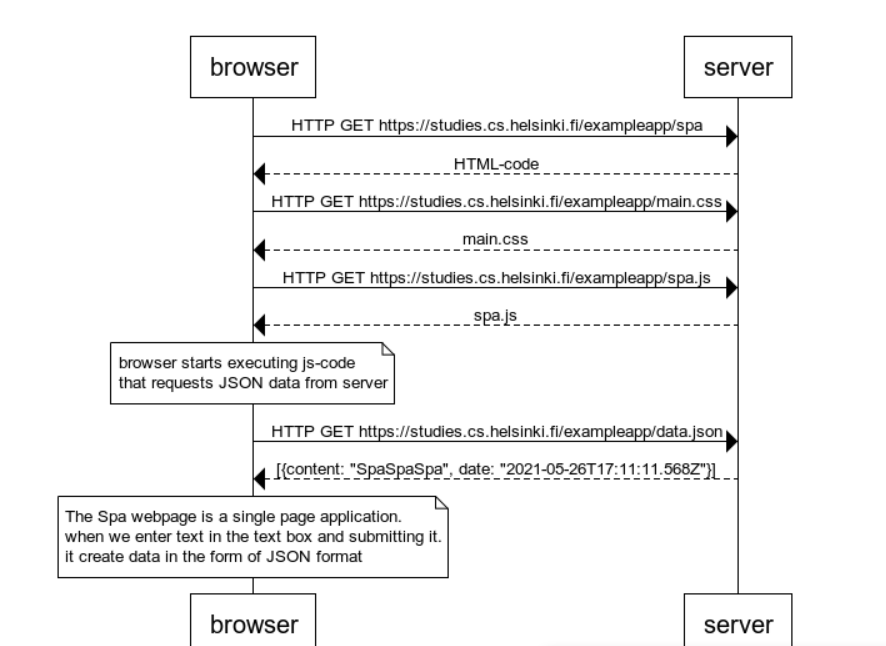 browser
server
HTTP GET https://studies.cs.helsinki.fi/exampleapp/spa
HTML-code
HTTP GET https://studies.cs.helsinki.fi/exampleapp/main.css
main.css
HTTP GET https://studies.cs.helsinki.fi/exampleapp/spa.js
spa.js
browser starts executing js-code
that requests JSON data from server
HTTP GET https://studies.cs.helsinki.fi/exampleapp/data.json
[{content: "SpaSpaSpa", date: "2021-05-26T17:11:11.568Z"}]
The Spa webpage is a single page application.
when we enter text in the text box and submitting it.
it create data in the form of JSON format
browser
server